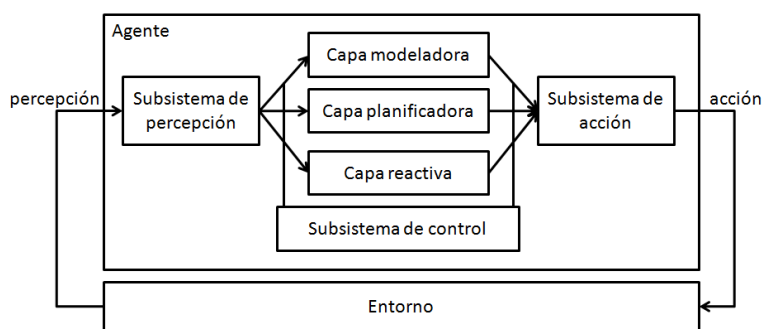 Agente
Capa modeladora
percepción
Subsistema de
percepción
Capa planificadora
Subsistema de
acción
acción
Capa reactiva
Subsistema de control
Entorno